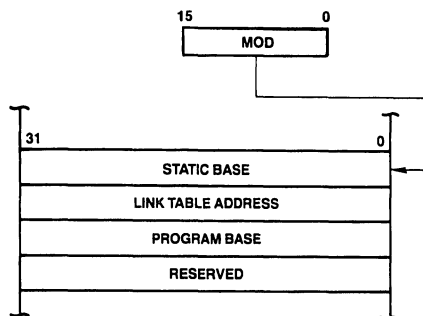 15 0
MOD
31 0
STATIC BASE
LINK TABLE ADDRESS
PROGRAM BASE
RESERVED